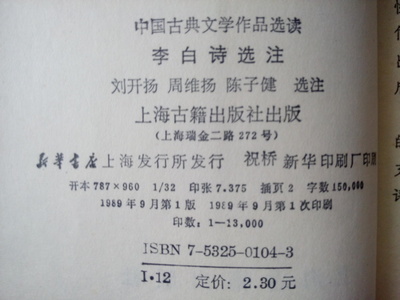 中国古典文学作品选读
李白诗选注
刘开扬 周维扬 陈子健 选注
上海古籍出版社出版
(上海瑞金二路272号)
新华书店上海发行所发行 祝桥新华印刷厂印刷
开本787×960 1/32 印张7.375 插页2 字数150,000
1989年9月第1版 1989年9月第1次印刷
印数:1—13,000
ISBN 7-5325-0104-3
I·12 定价:2.30元